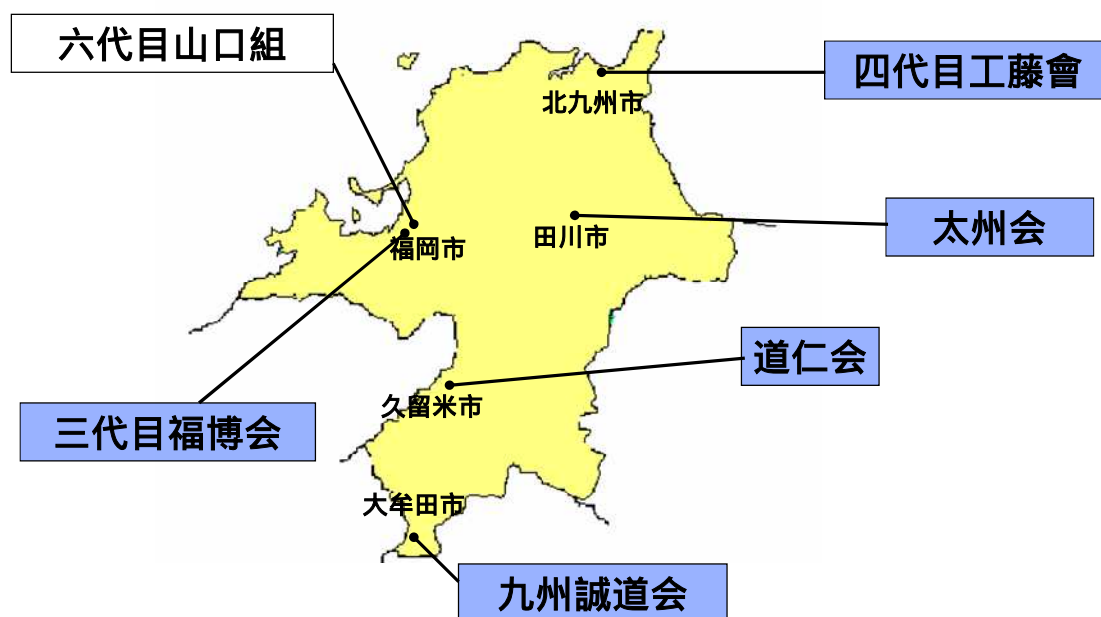 六代目山口組
四代目工藤會
北九州市
太州会
田川市
福岡市
道仁会
久留米市
三代目福博会
大牟田市
九州誠道会